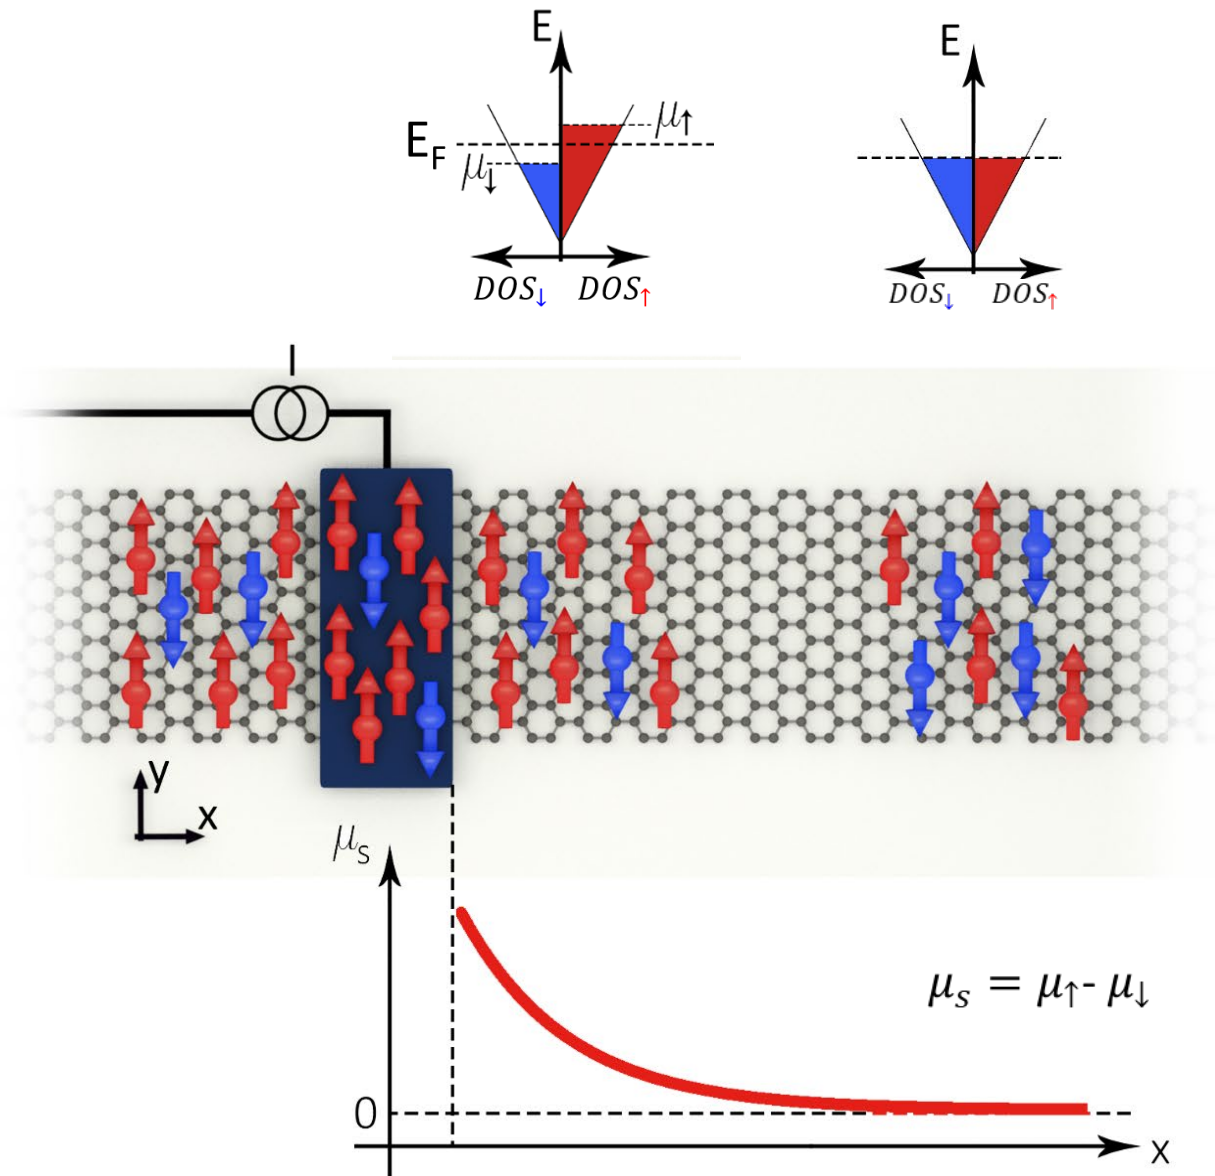 E
E
E_F
μ↑
μ↓
DOS↓ DOS↑
DOS↓ DOS↑
I
y
x
μ_S
μ_s = μ↑- μ↓
0
x